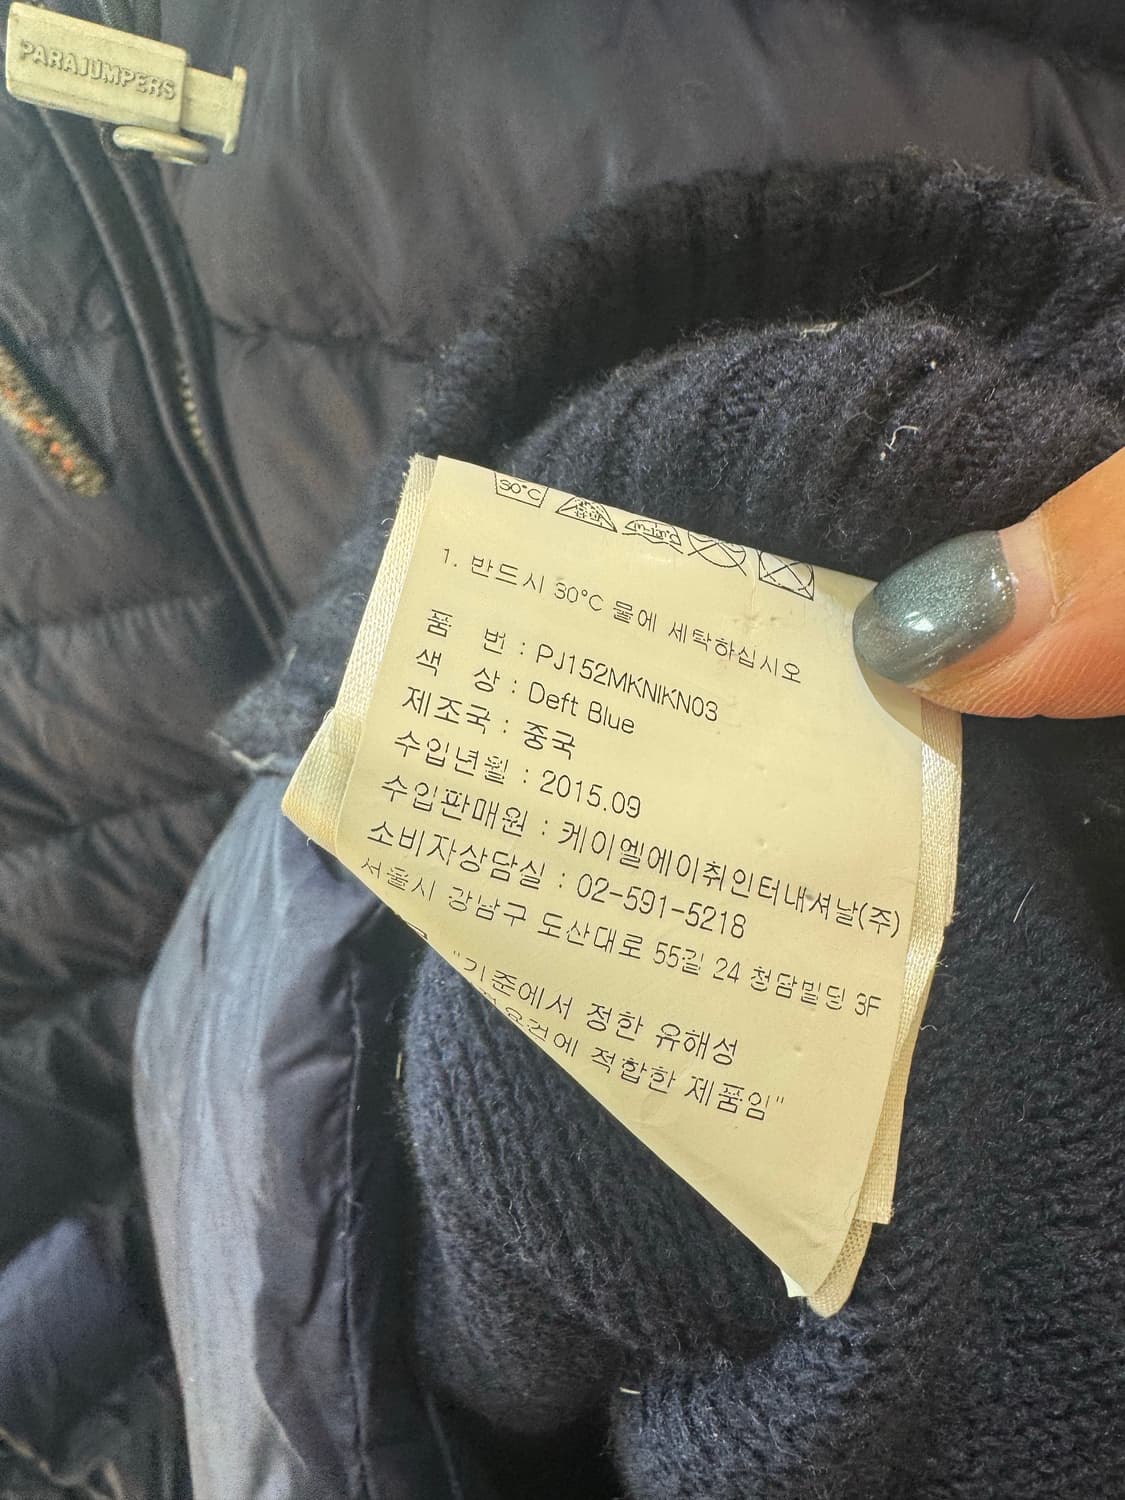 PARAJUMPERS
30°C
1. 반드시 30°C 물에 세탁하십시오
품 번 : PJ152MKNIKN03
색 상 : Deft Blue
제조국 : 중국
수입년월 : 2015.09
수입판매원 : 케이엘에이취인터내셔날(주)
소비자상담실 : 02-591-5218
서울시 강남구 도산대로 55길 24 청담빌딩 3F
"기준에서 정한 유해성
적합한 제품임"